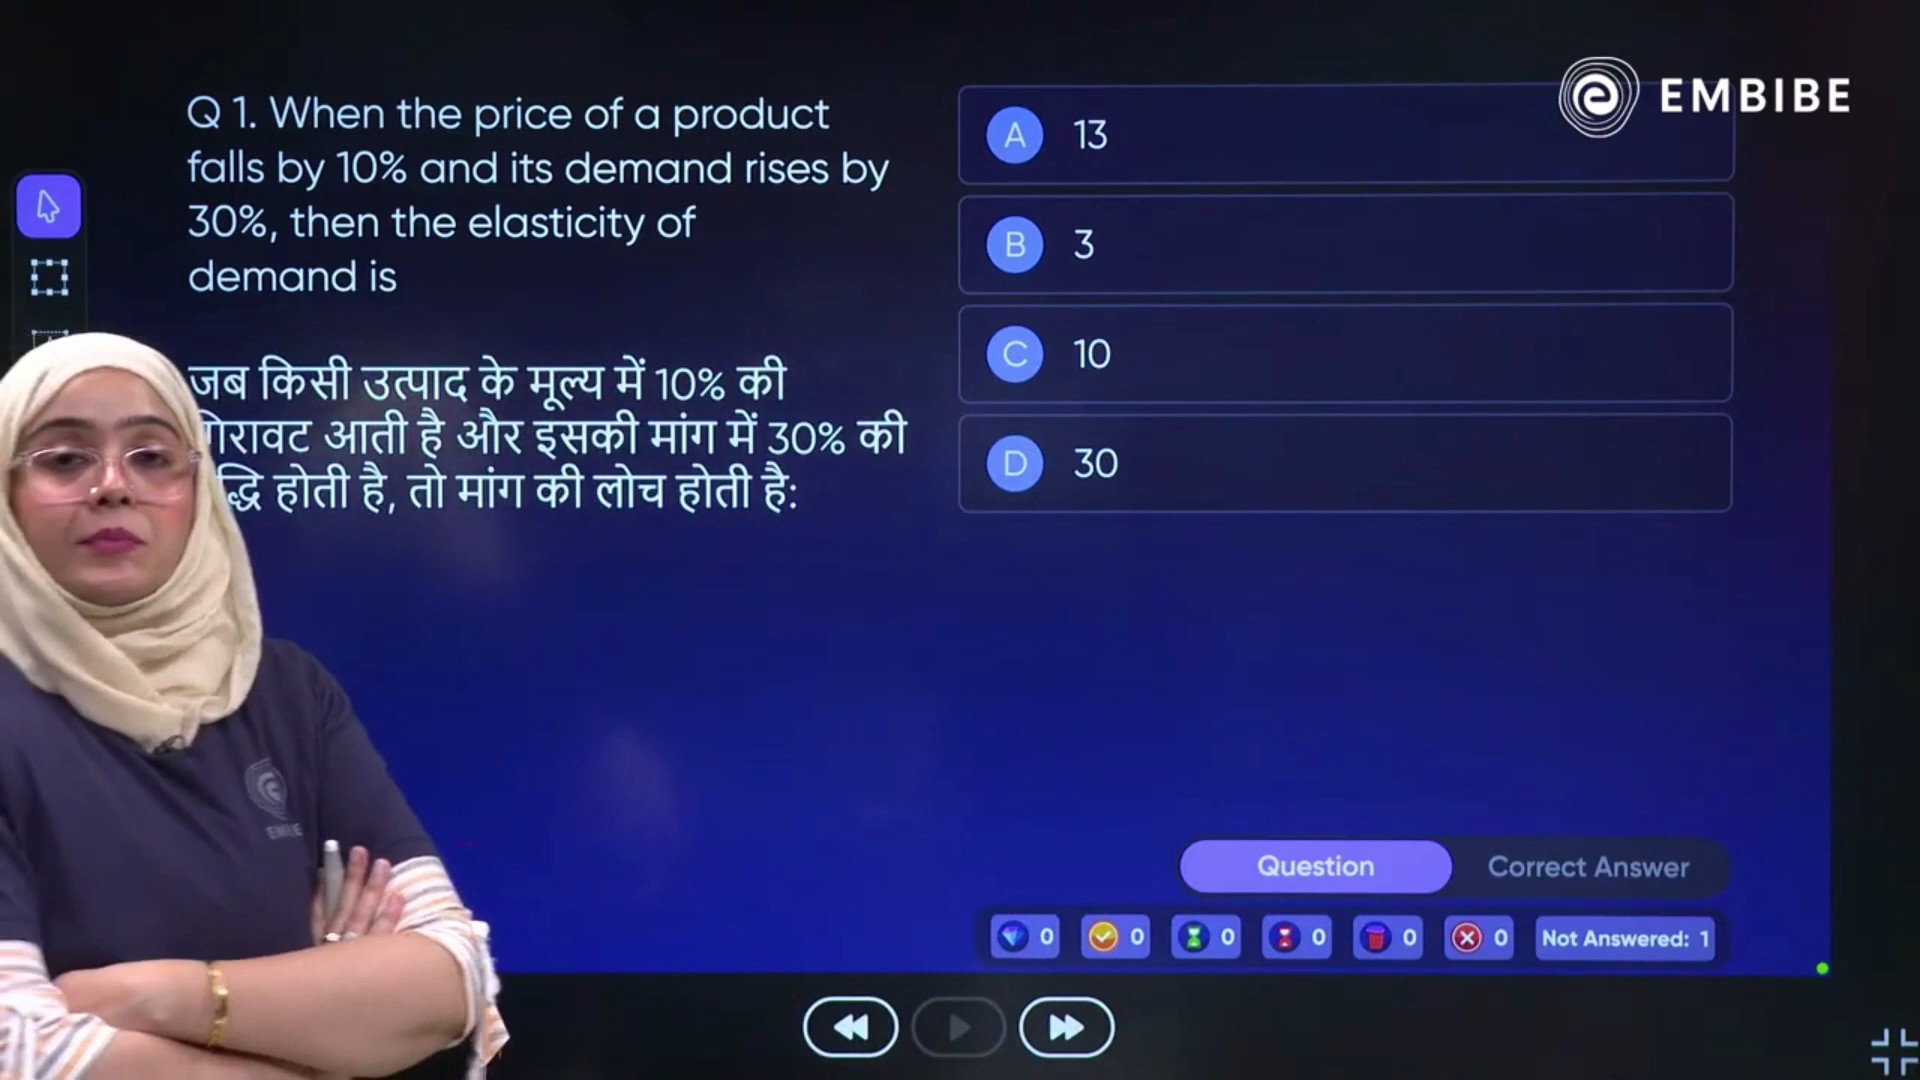 EMBIBE
Q 1. When the price of a product
falls by 10% and its demand rises by
30%, then the elasticity of
demand is
जब किसी उत्पाद के मूल्य में 10% की
आती है और इसकी मांग में 30% की
होती है, तो मांग की लोच होती है:
A 13
B 3
C 10
D 30
Question Correct Answer
0 0 0 0 0 0 Not Answered: 1